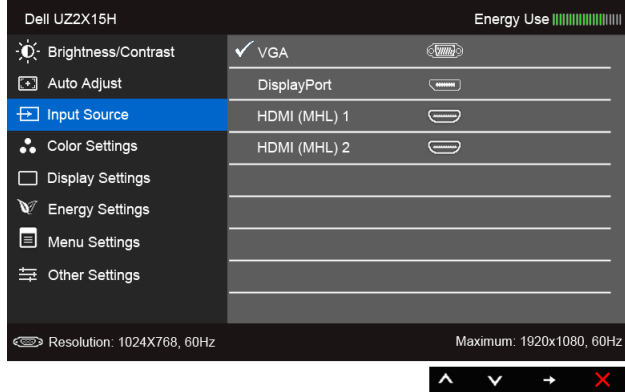 Dell UZ2X15H Energy Use
Brightness/Contrast VGA
Auto Adjust DisplayPort
Input Source HDMI (MHL) 1
Color Settings HDMI (MHL) 2
Display Settings
Energy Settings
Menu Settings
Other Settings
Resolution: 1024X768, 60Hz Maximum: 1920x1080, 60Hz